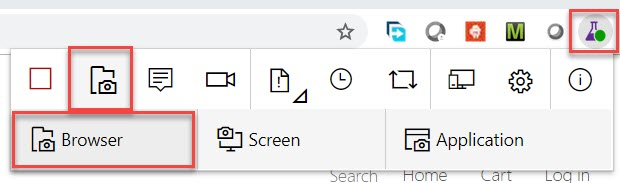 M
Browser
Screen
Application
Search Home Cart Log in